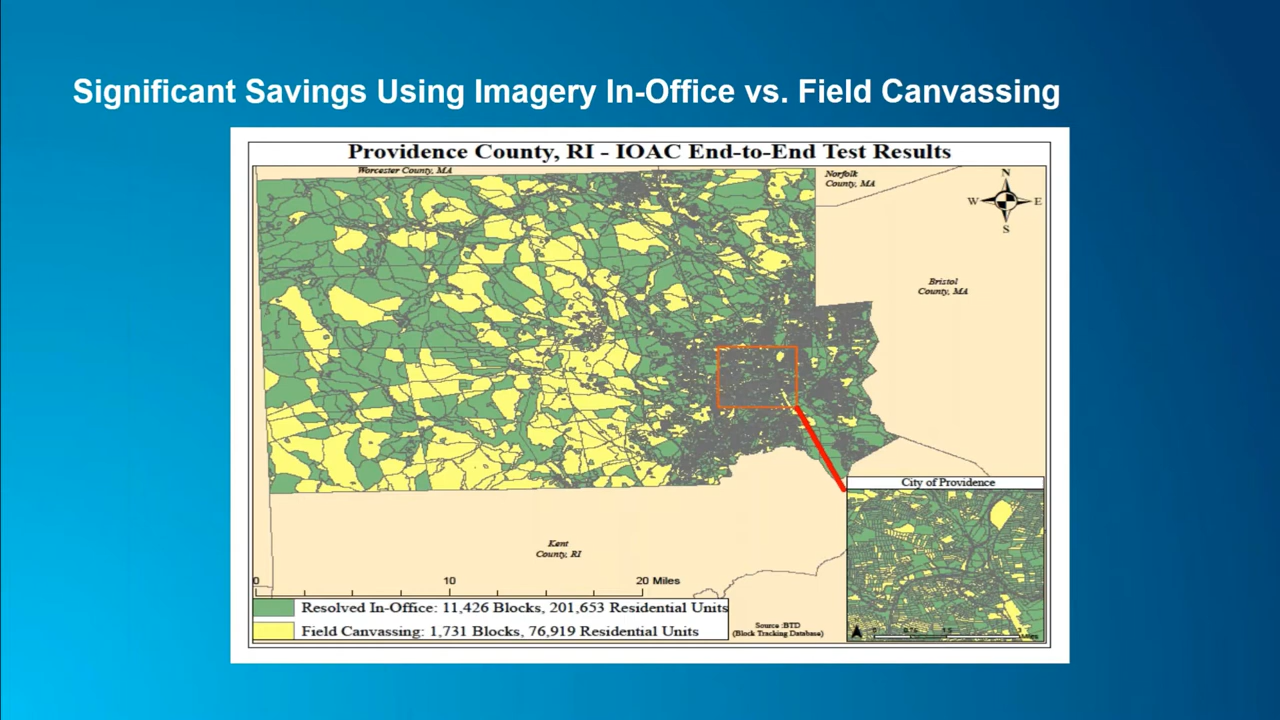 Significant Savings Using Imagery In-Office vs. Field Canvassing
Providence County, RI - IOAC End-to-End Test Results
Worcester County, MA
Norfolk
County, MA
N
W
E
S
Bristol
County, MA
City of Providence
Kent
County, RI
0
10
20 Miles
Resolved In-Office: 11,426 Blocks, 201,653 Residential Units
Field Canvassing: 1,731 Blocks, 76,919 Residential Units
Source :BTD
(Block Tracking Database)